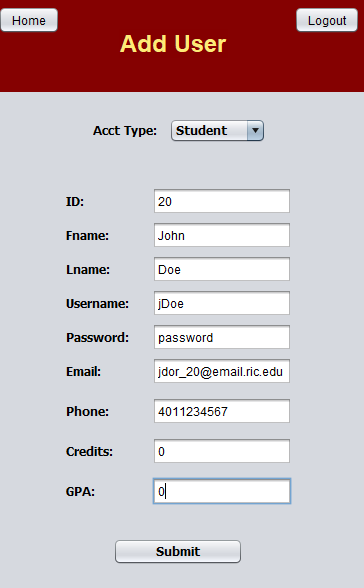 Home Logout
Add User
Acct Type: Student
ID: 20
Fname: John
Lname: Doe
Username: jDoe
Password: password
Email: jdor_20@email.ric.edu
Phone: 4011234567
Credits: 0
GPA: 0
Submit